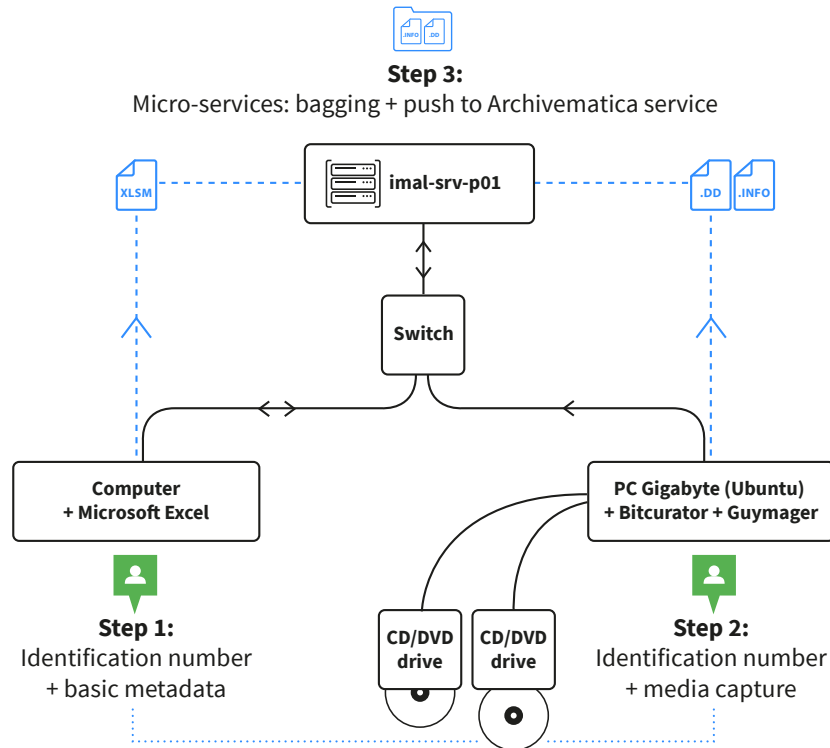 .INFO .DD
Step 3:
Micro-services: bagging + push to Archivematica service
XLSM
imal-srv-p01
.DD .INFO
Switch
Computer
+ Microsoft Excel
PC Gigabyte (Ubuntu)
+ Bitcurator + Guymager
Step 1:
Identification number
+ basic metadata
CD/DVD
drive
CD/DVD
drive
Step 2:
Identification number
+ media capture